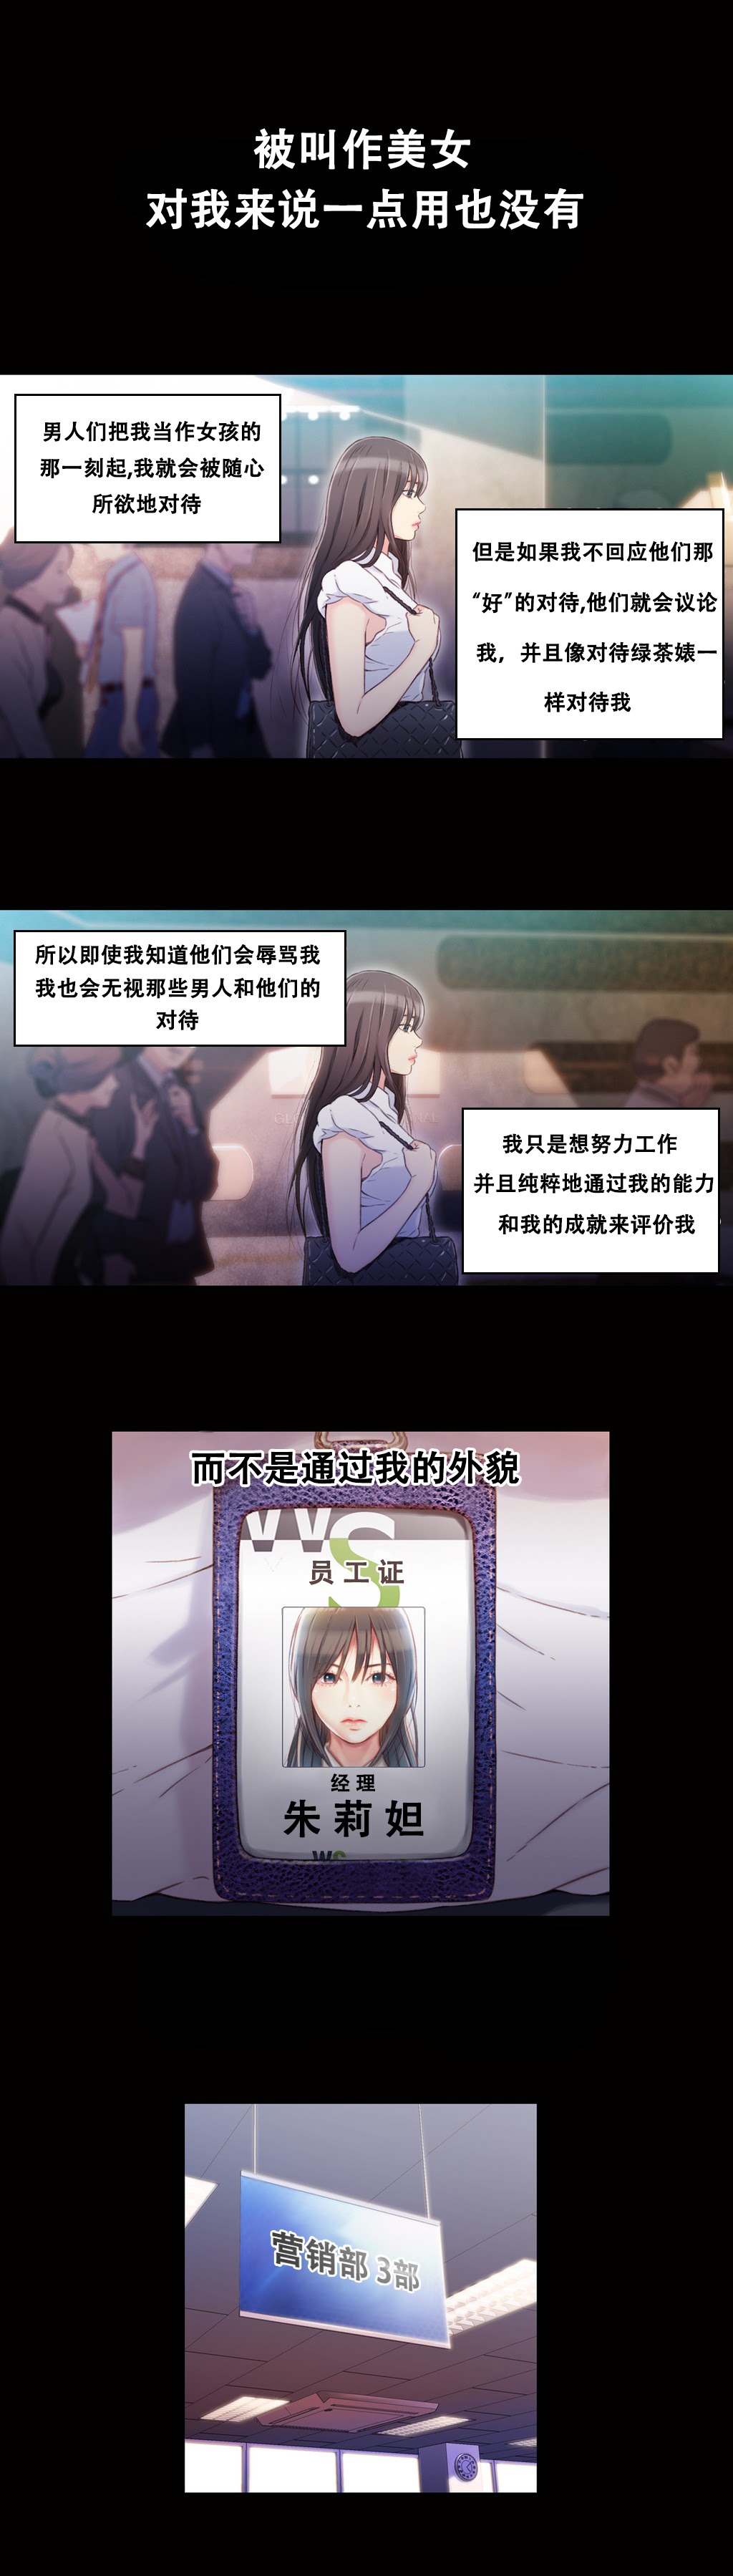 被叫作美女
对我来说一点用也没有
男人们把我当作女孩的
那一刻起,我就会被随心
所欲地对待
但是如果我不回应他们那
“好”的对待,他们就会议论
我，并且像对待绿茶婊一
样对待我
所以即使我知道他们会辱骂我
我也会无视那些男人和他们的
对待
我只是想努力工作
并且纯粹地通过我的能力
和我的成就来评价我
而不是通过我的外貌
WS
员工证
经理
朱莉妲
WS
营销部 3部